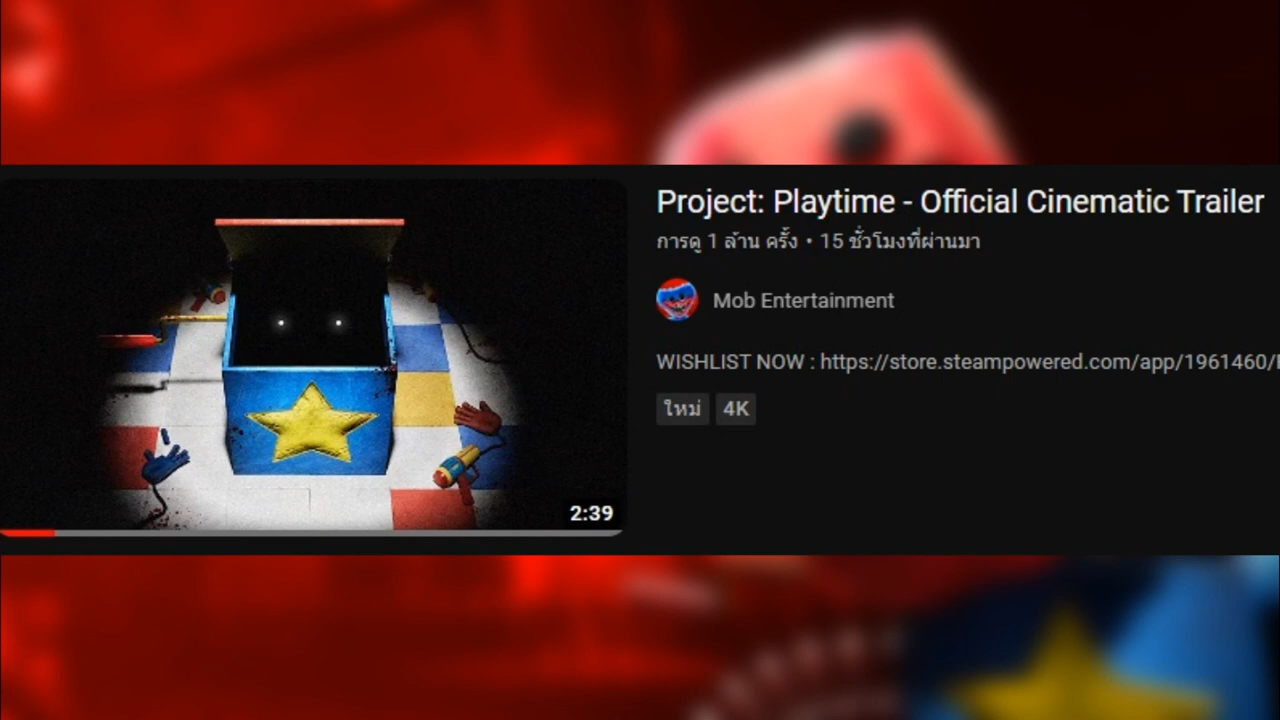 Project: Playtime - Official Cinematic Trailer
การดู 1 ล้าน ครั้ง • 15 ชั่วโมงที่ผ่านมา
Mob Entertainment
WISHLIST NOW : https://store.steampowered.com/app/1961460/
ใหม่ 4K
2:39